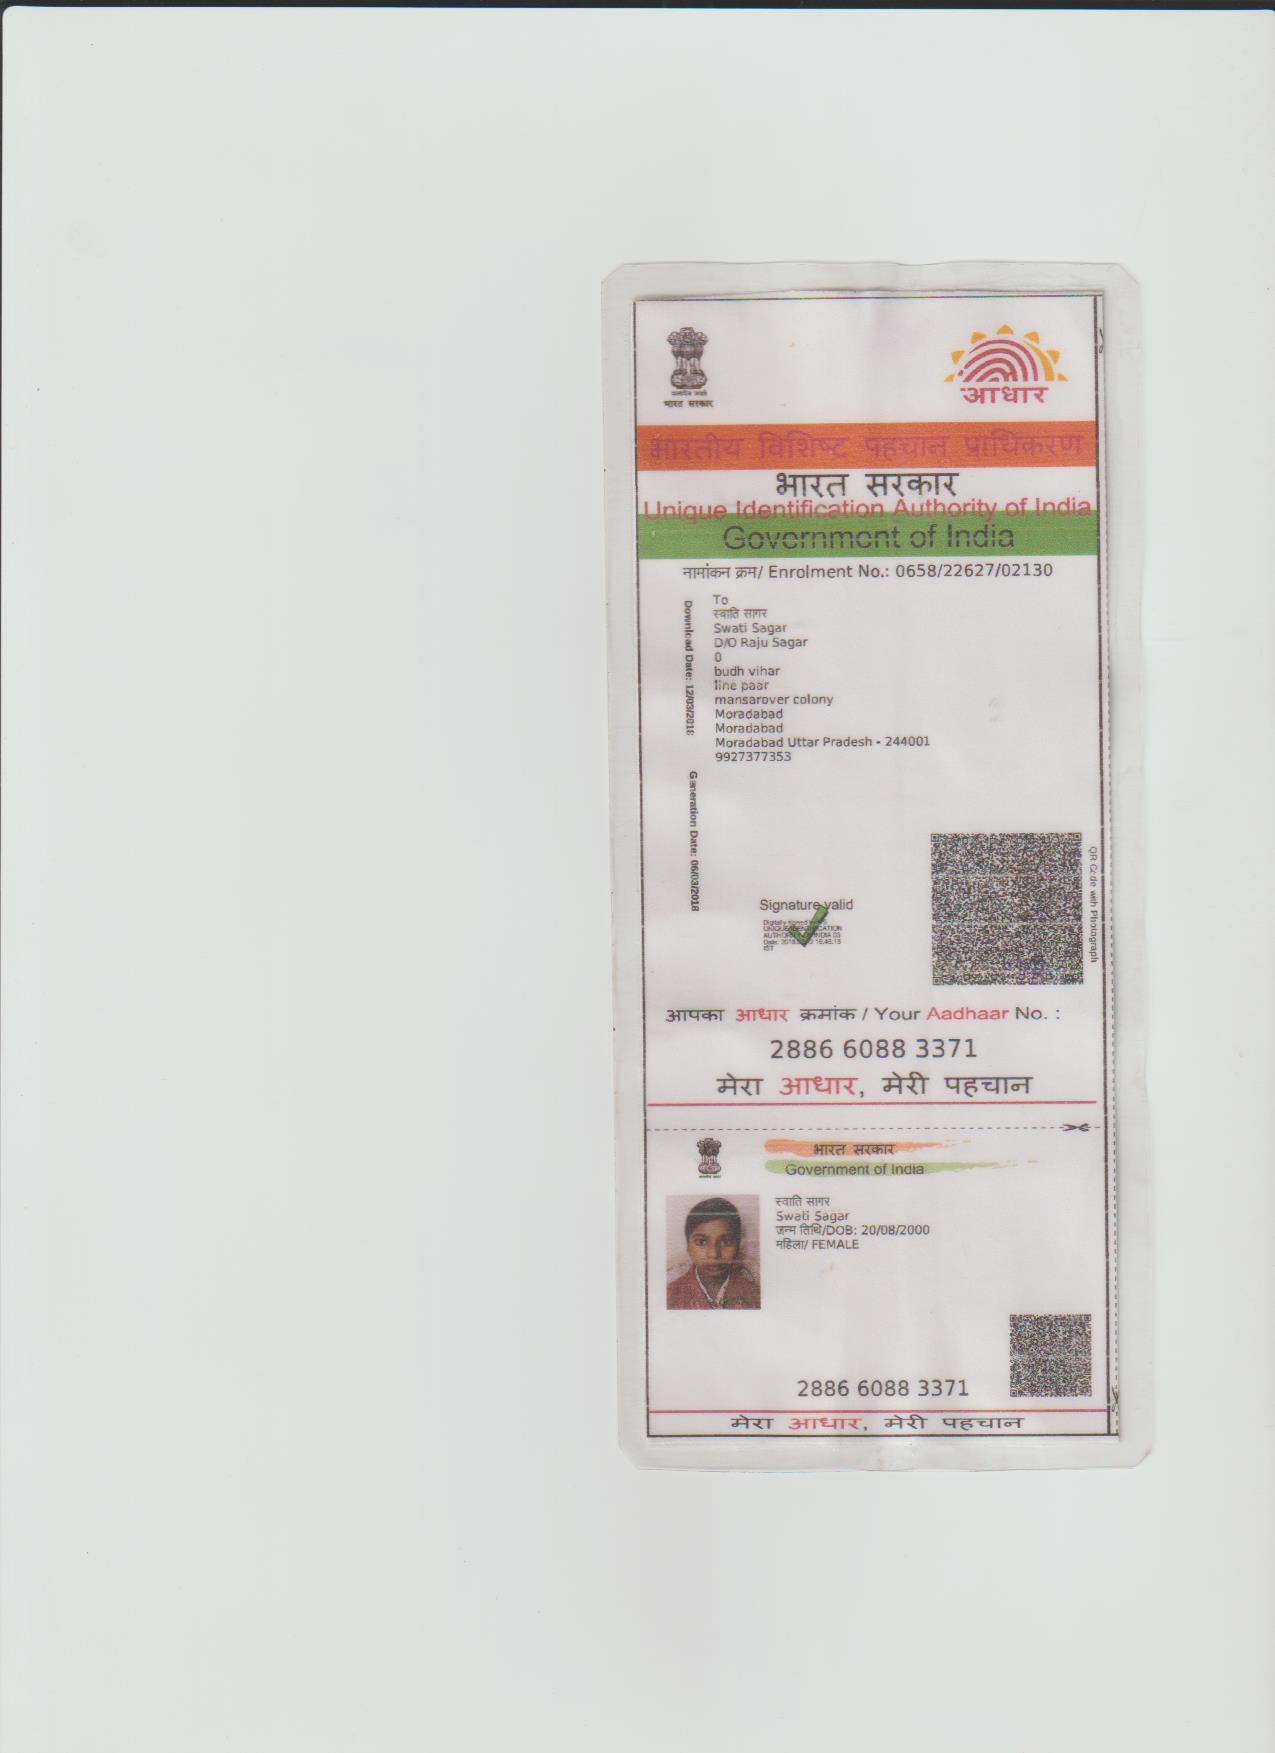 भारत सरकार
आधार
भारतीय विशिष्ट पहचान प्राधिकरण
भारत सरकार
Unique Identification Authority of India
Government of India
नामांकन क्रम/ Enrolment No.: 0658/22627/02130
To
स्वाति सागर
Swati Sagar
D/O Raju Sagar
0
budh vihar
line paar
mansarover colony
Moradabad
Moradabad
Moradabad Uttar Pradesh - 244001
9927377353
Download Date: 12/03/2018
Generation Date: 06/03/2018
Signature valid
QR Code with Photograph
आपका आधार क्रमांक / Your Aadhaar No. :
2886 6088 3371
मेरा आधार, मेरी पहचान
भारत सरकार
Government of India
स्वाति सागर
Swati Sagar
जन्म तिथि/DOB: 20/08/2000
महिला/ FEMALE
2886 6088 3371
मेरा आधार, मेरी पहचान